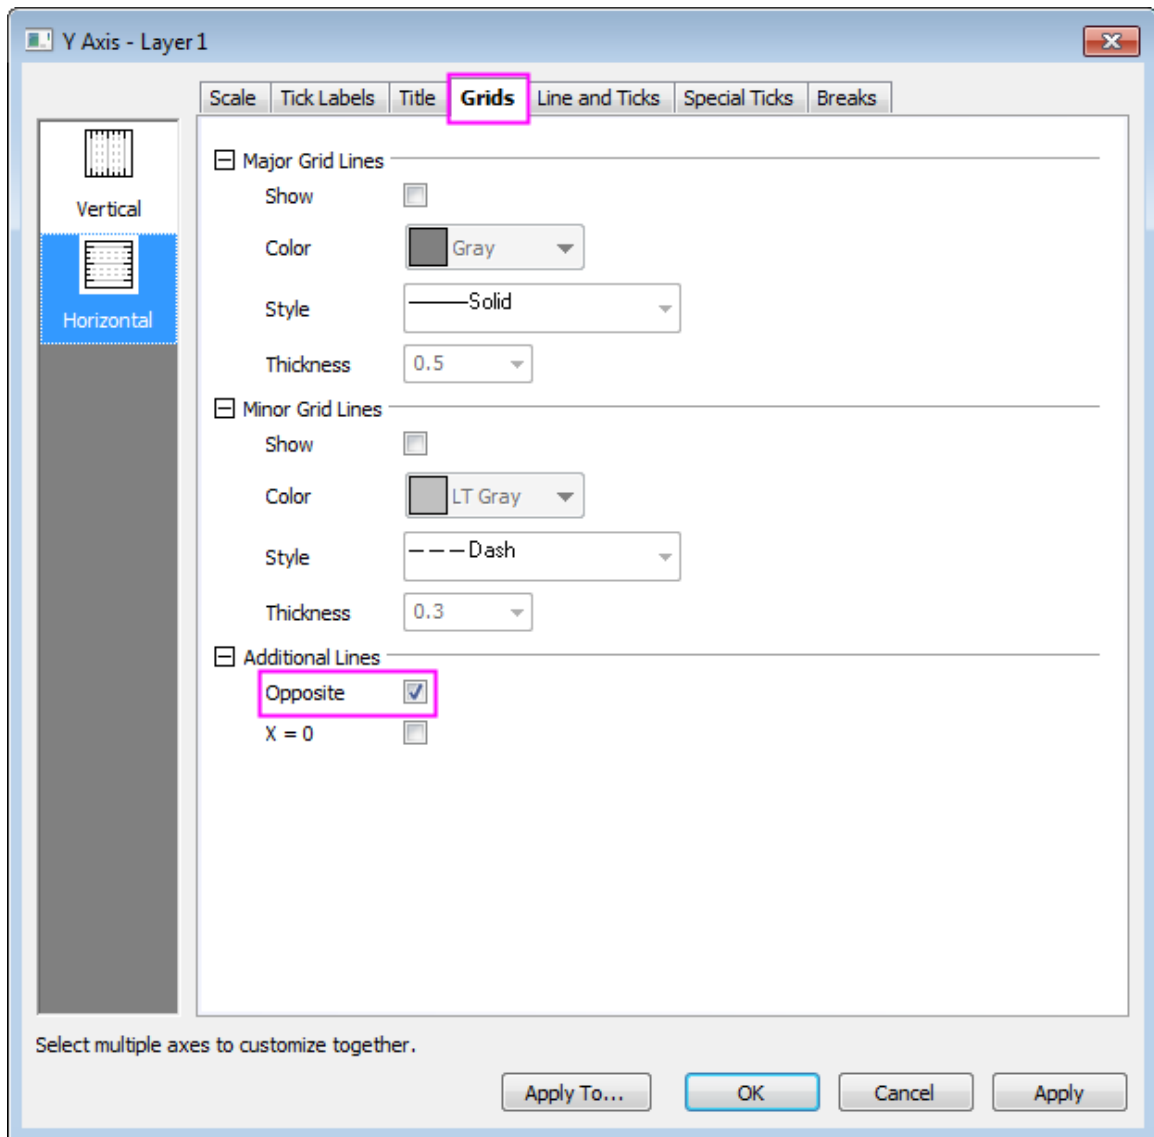 Y Axis - Layer 1
Scale Tick Labels Title Grids Line and Ticks Special Ticks Breaks
Vertical
Horizontal
Major Grid Lines
Show
Color Gray
Style Solid
Thickness 0.5
Minor Grid Lines
Show
Color LT Gray
Style Dash
Thickness 0.3
Additional Lines
Opposite
X = 0
Select multiple axes to customize together.
Apply To... OK Cancel Apply